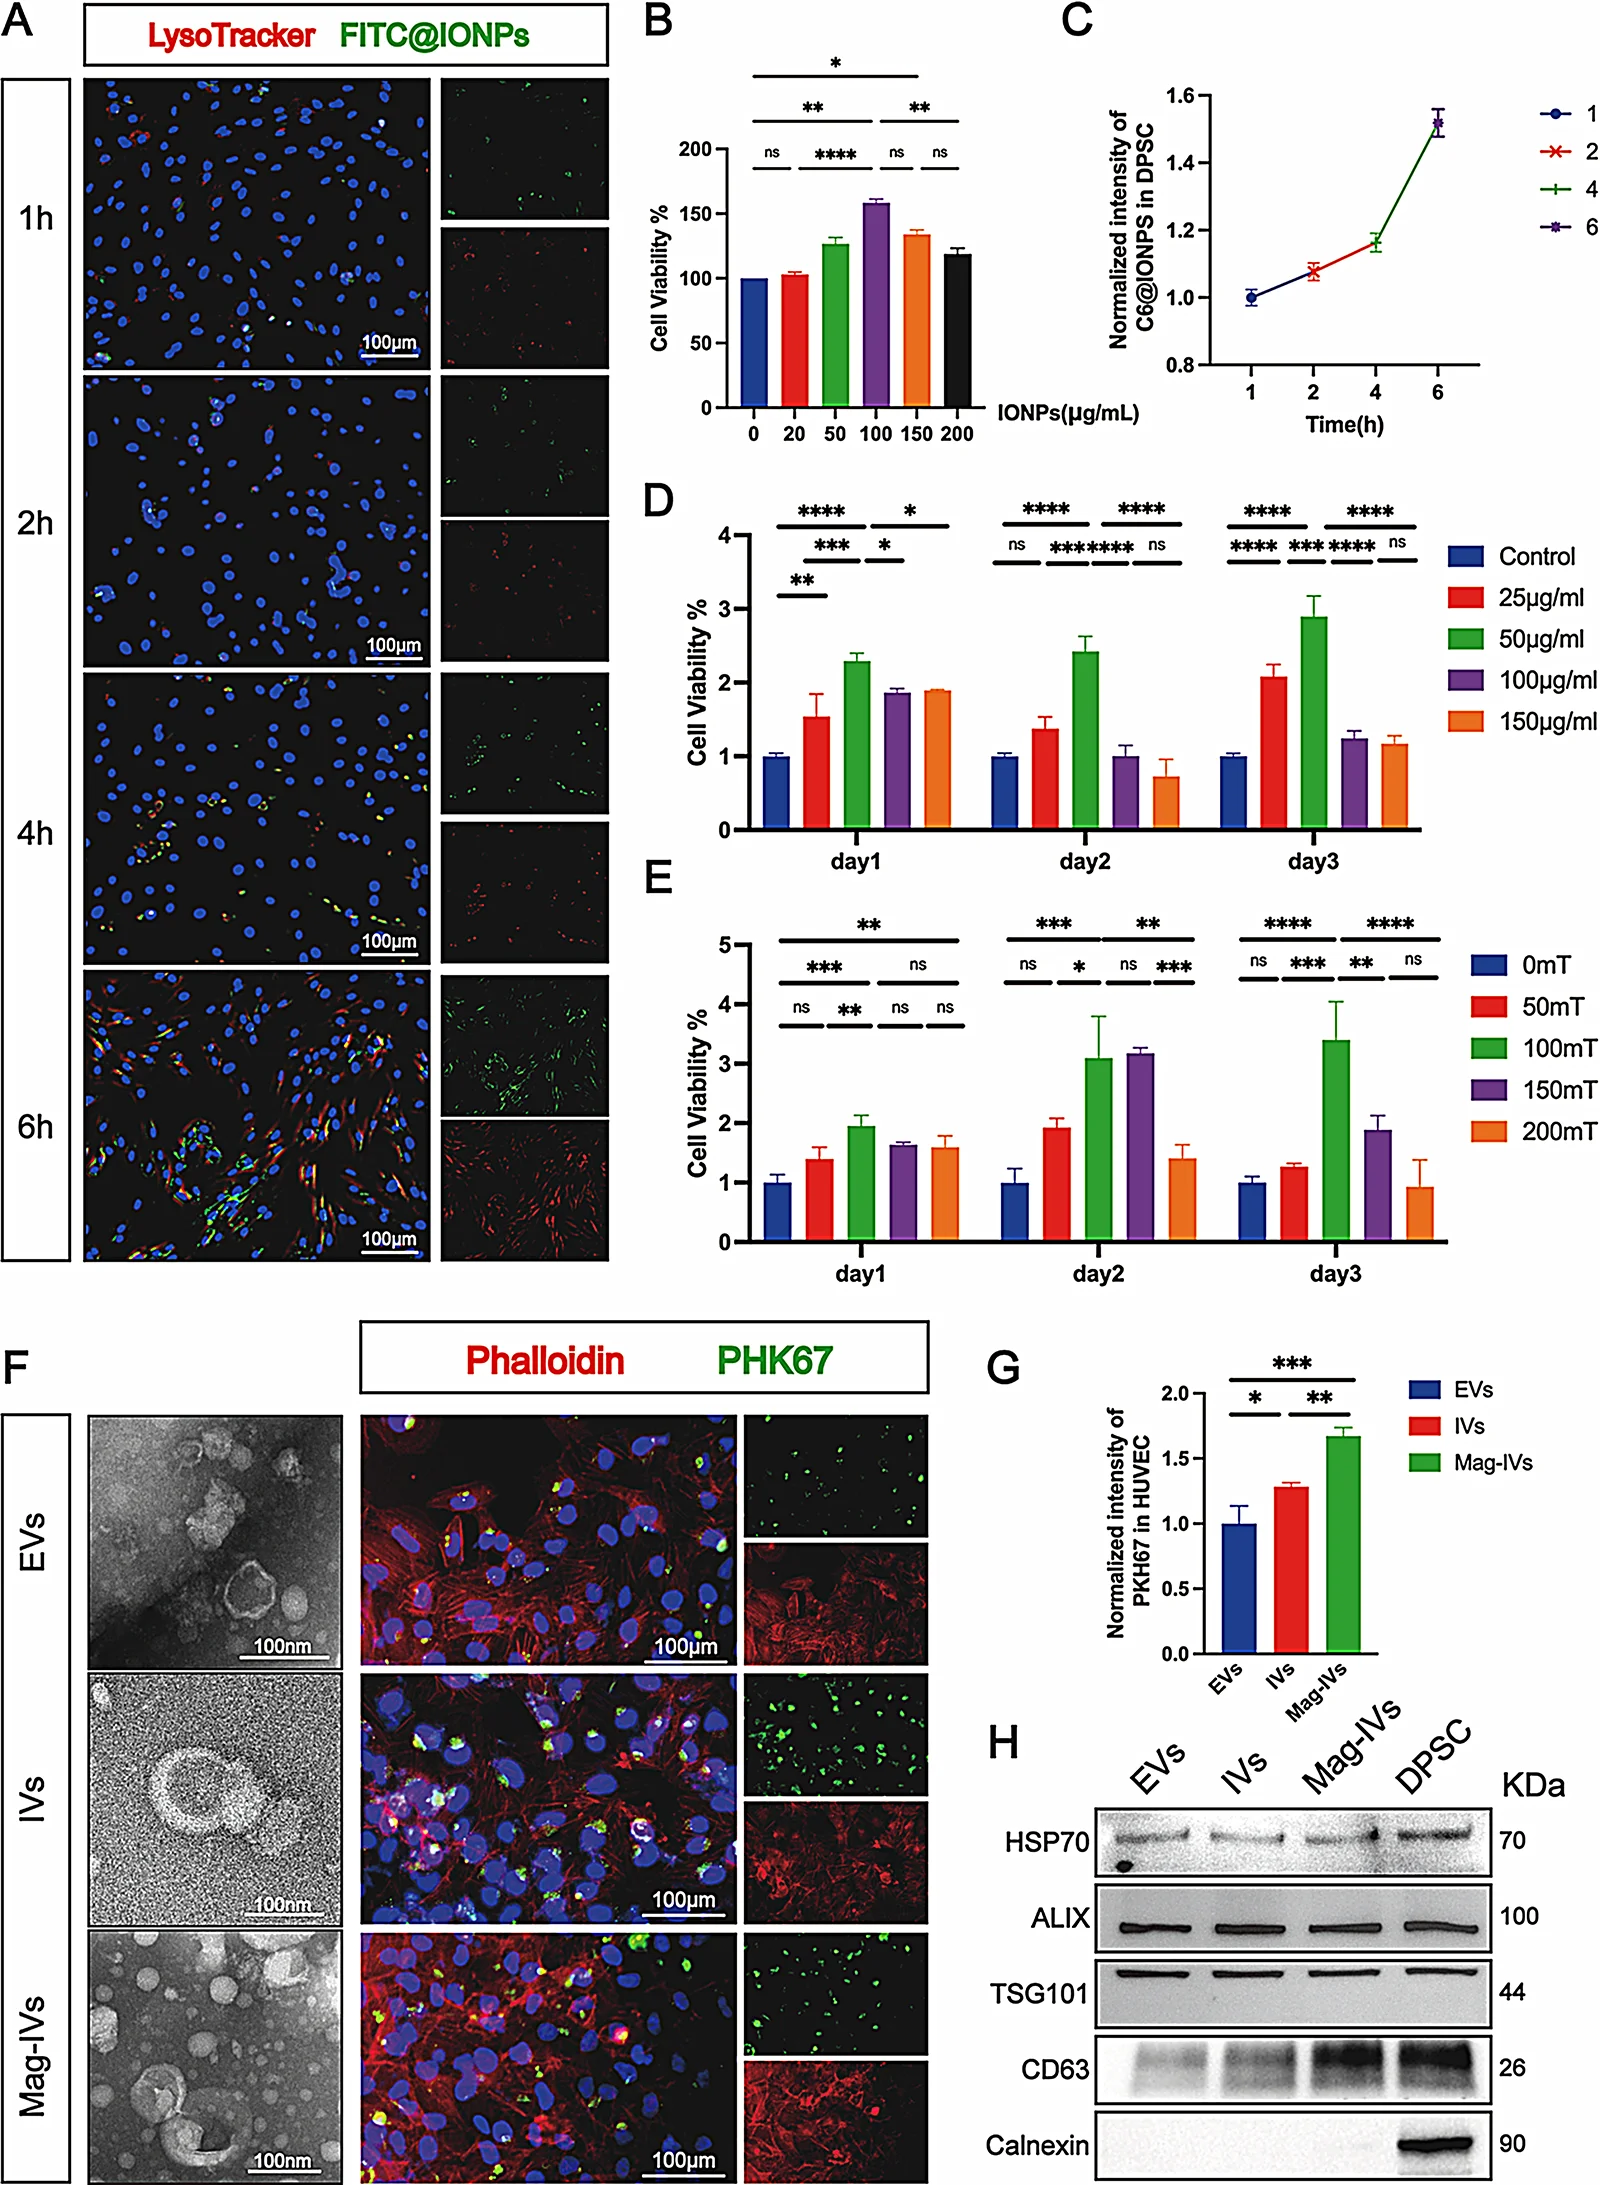 A
LysoTracker FITC@IONPs
1h
100μm
2h
100μm
4h
100μm
6h
100μm
B
*
** **
ns **** ns ns
Cell Viability %
200
150
100
50
0
0 20 50 100 150 200
IONPs(μg/mL)
C
Normalized intensity of
C6@IONPS in DPSC
1.6
1.4
1.2
1.0
0.8
1 2 4 6
Time(h)
1
2
4
6
D
**** * **** **** **** ****
*** * ns *** **** ns **** *** **** ns
**
Cell Viability %
4
3
2
1
0
day1 day2 day3
Control
25μg/ml
50μg/ml
100μg/ml
150μg/ml
E
** *** ** **** ****
*** ns ns * ns *** ns *** ** ns
ns ** ns ns
Cell Viability %
5
4
3
2
1
0
day1 day2 day3
0mT
50mT
100mT
150mT
200mT
F
Phalloidin PHK67
EVs
100nm
100μm
IVs
100nm
100μm
Mag-IVs
100nm
100μm
G
***
* **
Normalized intensity of
PKH67 in HUVEC
2.0
1.5
1.0
0.5
0.0
EVs IVs Mag-IVs
EVs
IVs
Mag-IVs
H
EVs IVs Mag-IVs DPSC
KDa
HSP70 70
ALIX 100
TSG101 44
CD63 26
Calnexin 90